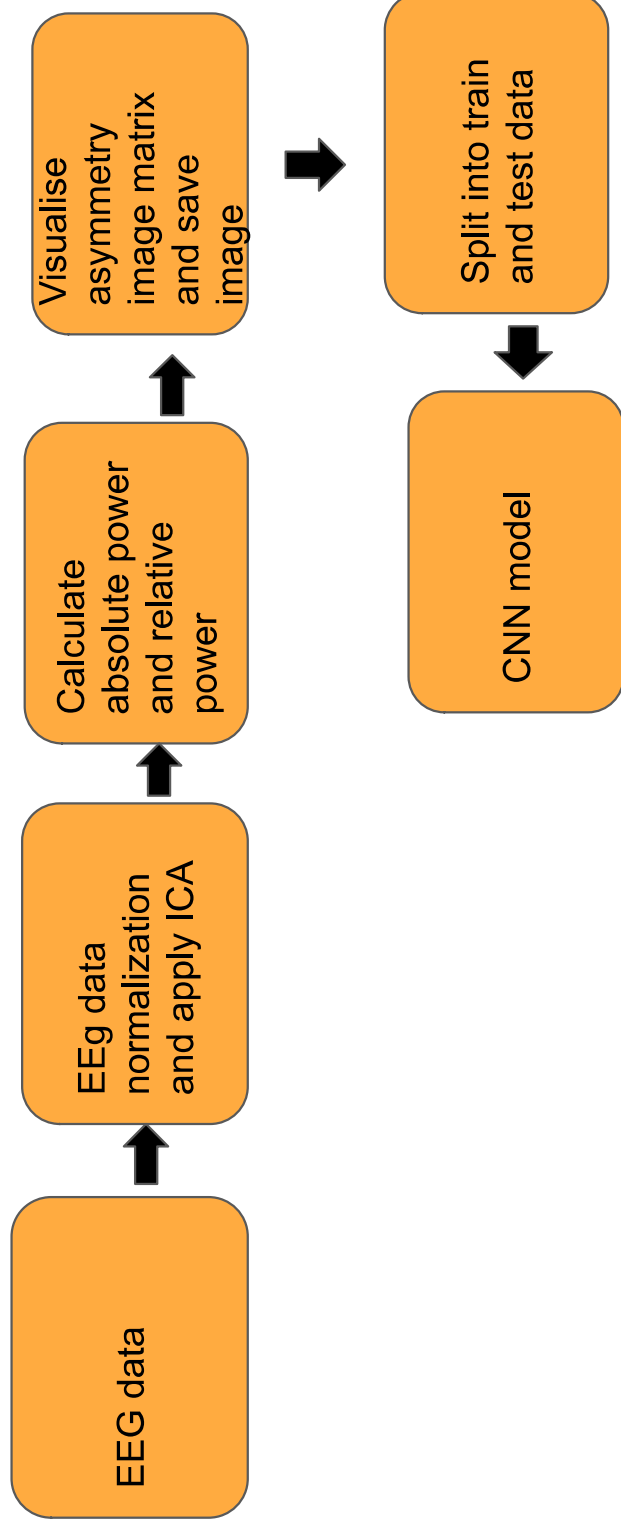 EEG data
EEg data
normalization
and apply ICA
Calculate
absolute power
and relative
power
Visualise
asymmetry
image matrix
and save
image
Split into train
and test data
CNN model